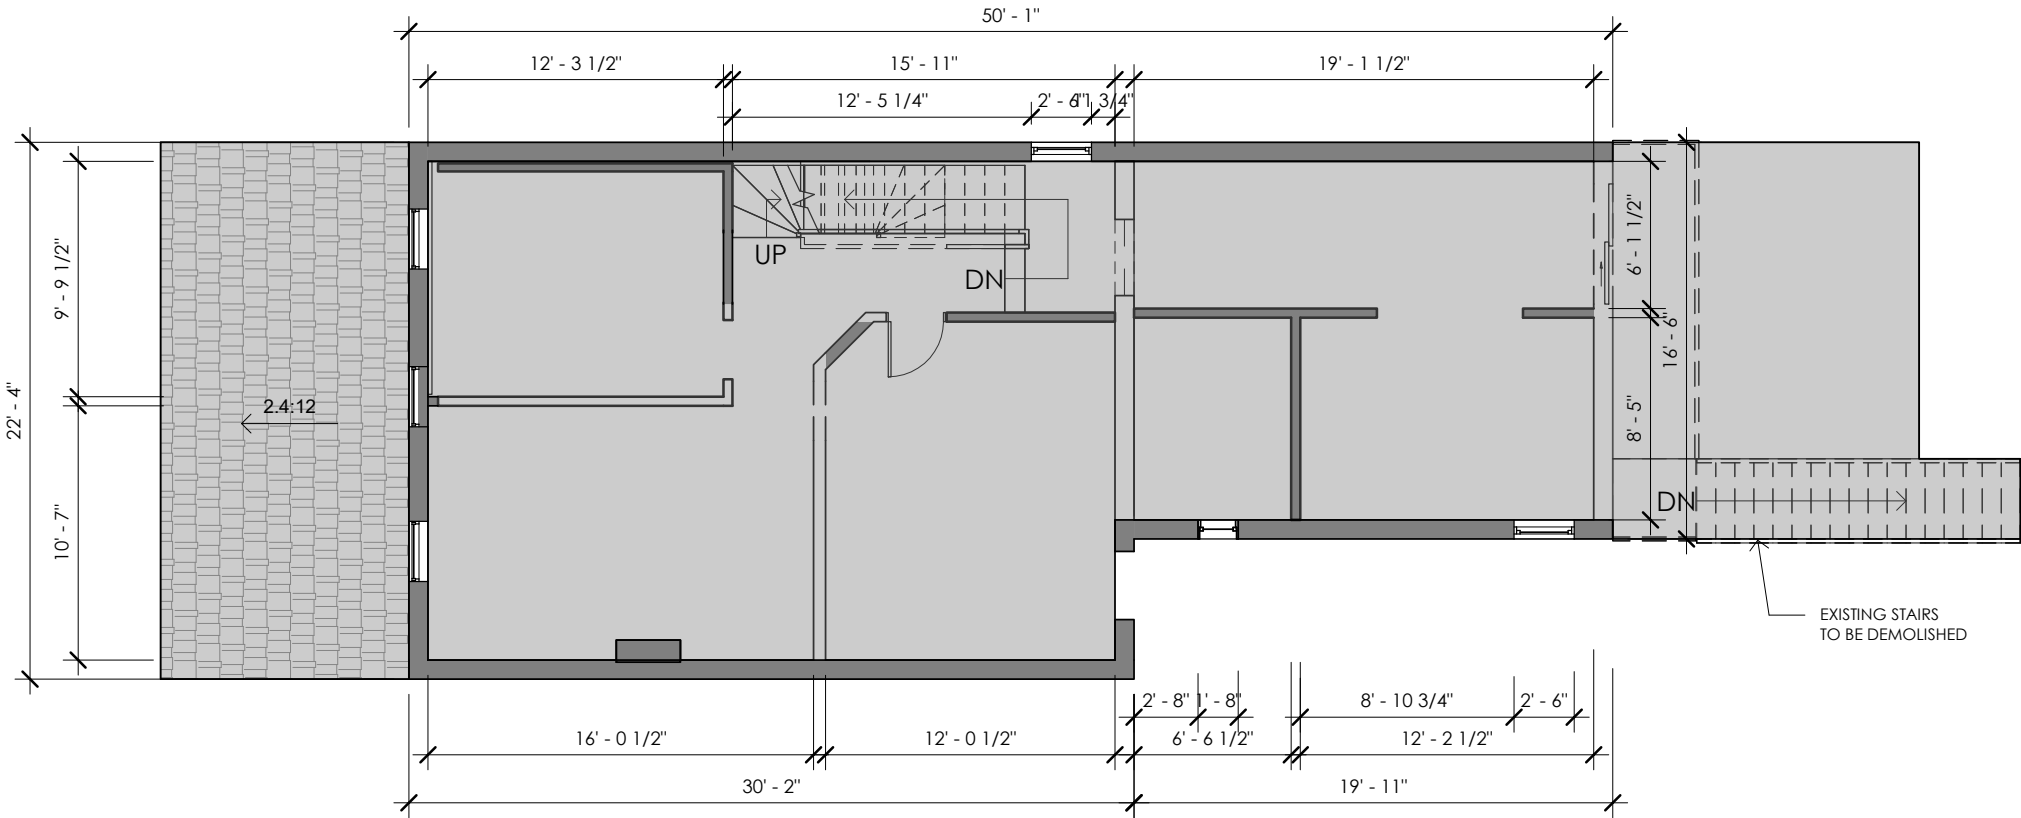 50' - 1"
12' - 3 1/2"
15' - 11"
19' - 1 1/2"
12' - 5 1/4"
2' - 6"
1 3/4"
9' - 9 1/2"
10' - 7"
22' - 4"
2.4:12
UP
DN
6' - 1 1/2"
16' - 6"
8' - 5"
DN
EXISTING STAIRS
TO BE DEMOLISHED
2' - 8"
1' - 8"
8' - 10 3/4"
2' - 6"
16' - 0 1/2"
12' - 0 1/2"
6' - 6 1/2"
12' - 2 1/2"
30' - 2"
19' - 11"